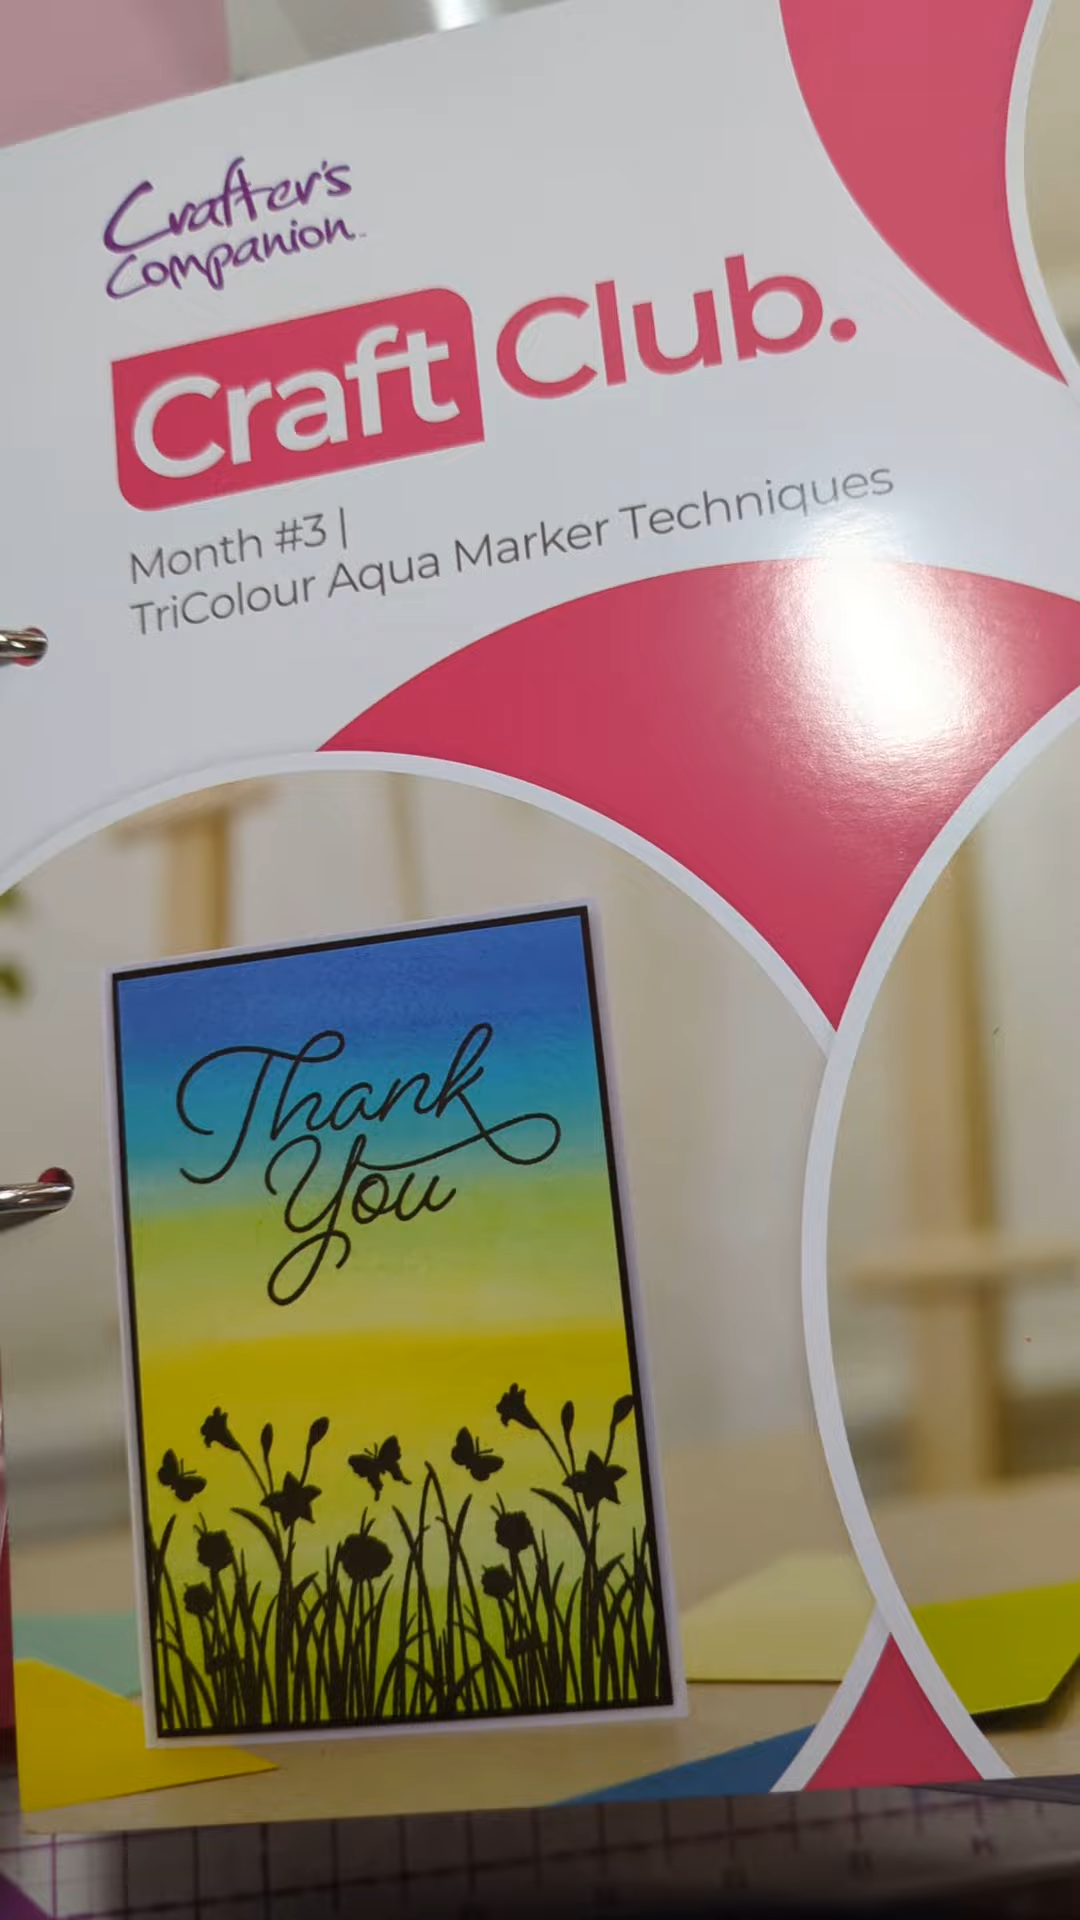 Crafter's
Companion
Craft Club.
Month #3 |
TriColour Aqua Marker Techniques
Thank
You